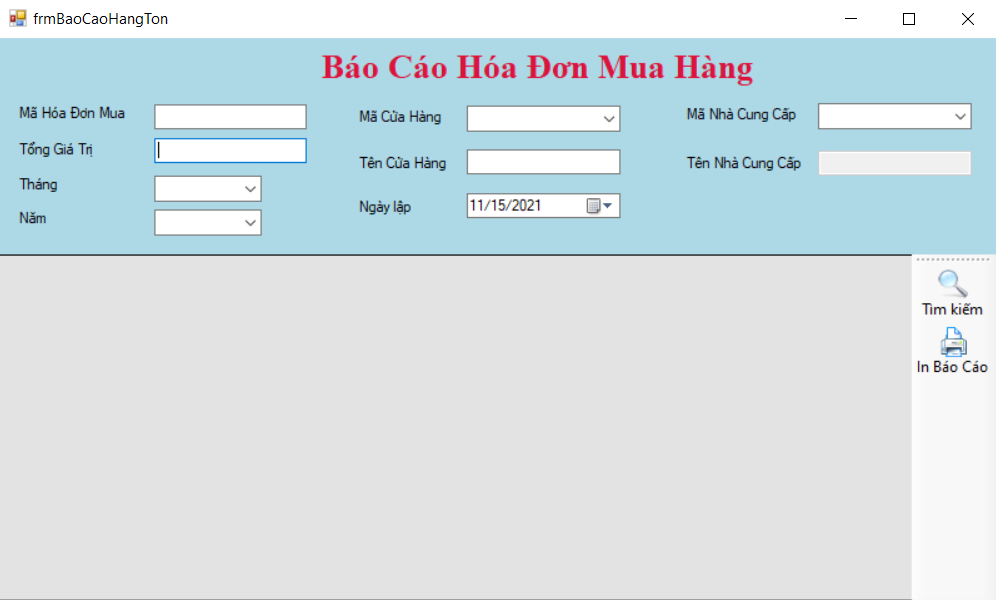 frmBaoCaoHangTon
Báo Cáo Hóa Đơn Mua Hàng
Mã Hóa Đơn Mua
Tổng Giá Trị
Tháng
Năm
Mã Cửa Hàng
Tên Cửa Hàng
Ngày lập
11/15/2021
Mã Nhà Cung Cấp
Tên Nhà Cung Cấp
Tìm kiếm
In Báo Cáo